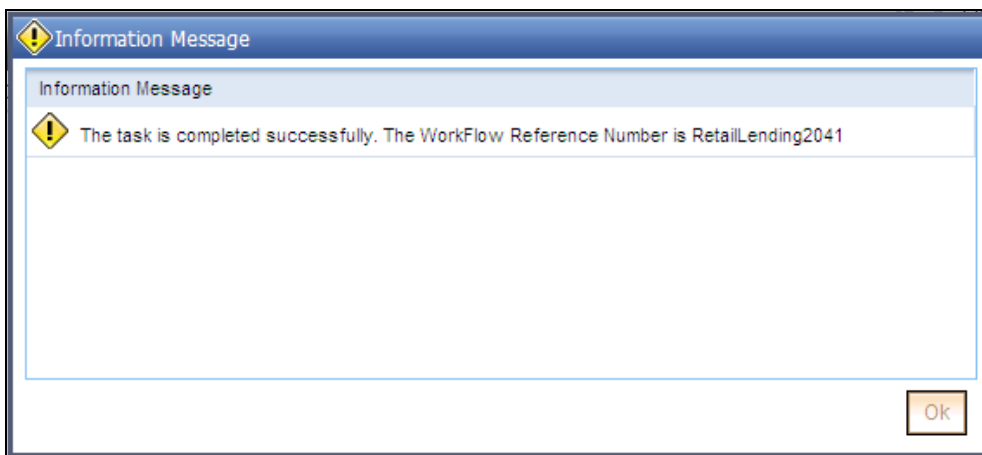 Information Message
Information Message
The task is completed successfully. The WorkFlow Reference Number is RetailLending2041
Ok